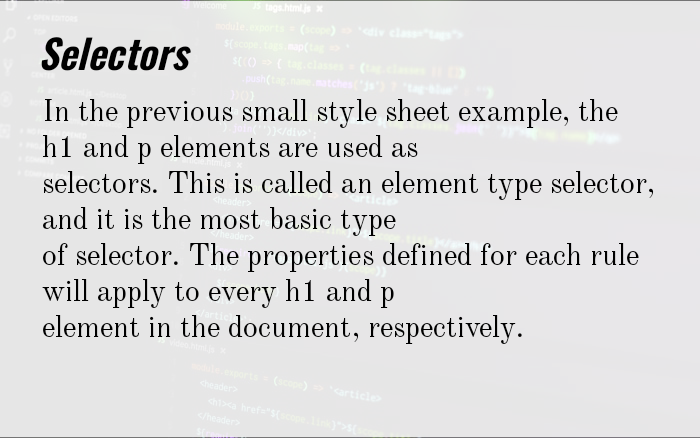 Selectors
In the previous small style sheet example, the
h1 and p elements are used as
selectors. This is called an element type selector,
and it is the most basic type
of selector. The properties defined for each rule
will apply to every h1 and p
element in the document, respectively.